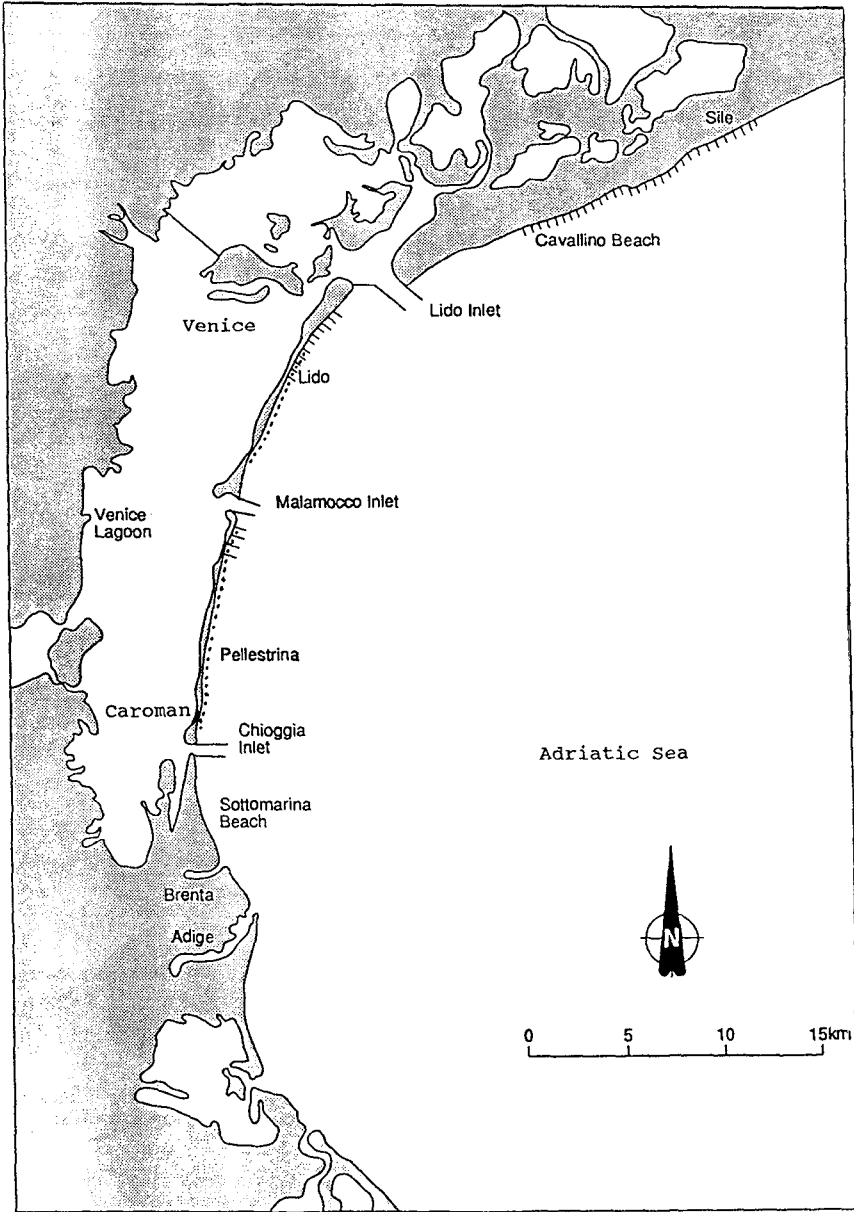 Sile
Cavallino Beach
Lido Inlet
Venice
Lido
Malamocco Inlet
Venice
Lagoon
Pellestrina
Caroman
Chioggia
Inlet
Adriatic Sea
Sottomarina
Beach
Brenta
Adige
N
0 5 10 15km